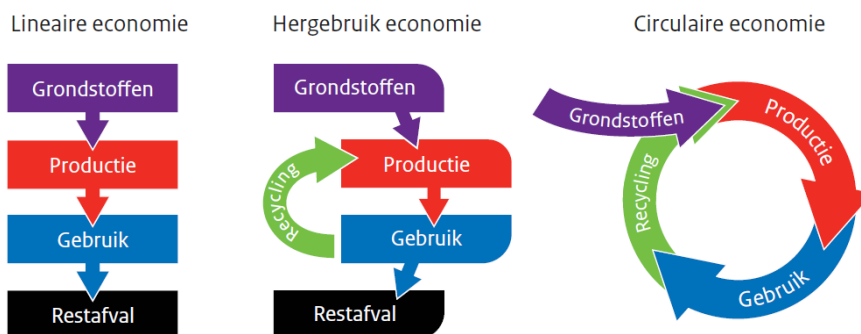 Lineaire economie
Grondstoffen
Productie
Gebruik
Restafval
Hergebruik economie
Grondstoffen
Productie
Recycling
Gebruik
Restafval
Circulaire economie
Grondstoffen
Productie
Recycling
Gebruik